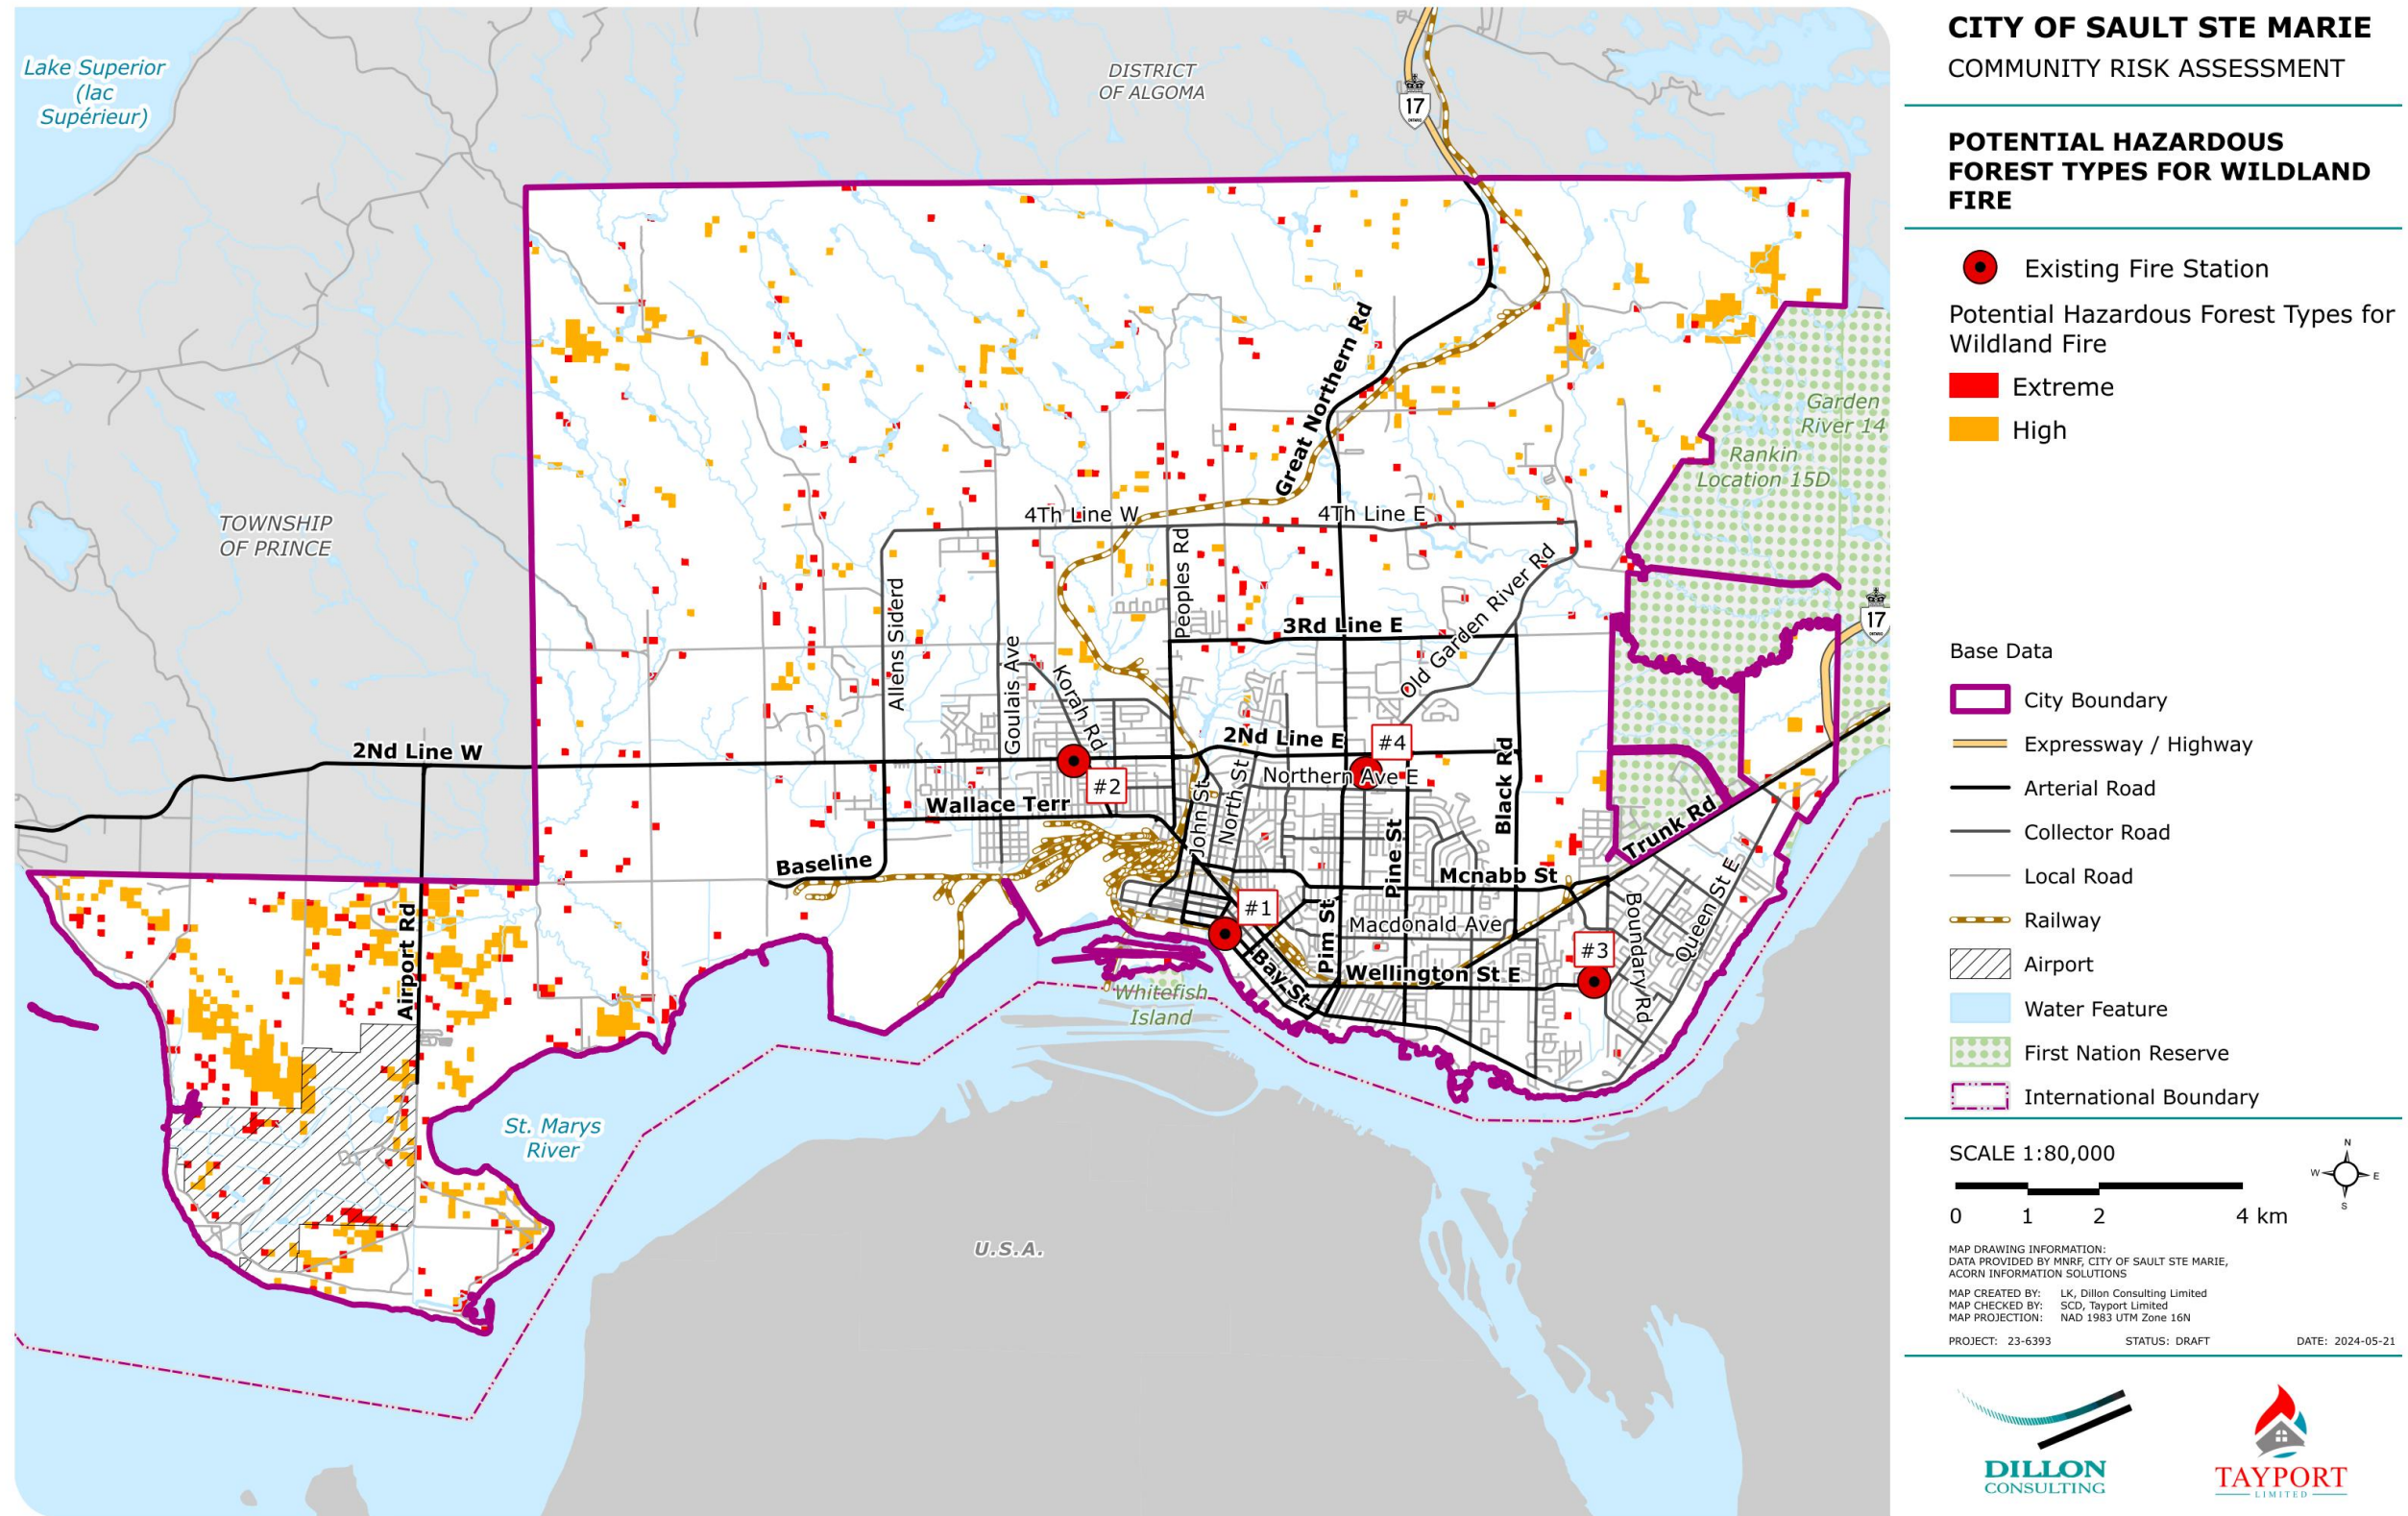 CITY OF SAULT STE MARIE
COMMUNITY RISK ASSESSMENT
POTENTIAL HAZARDOUS
FOREST TYPES FOR WILDLAND
FIRE
Existing Fire Station
Potential Hazardous Forest Types for
Wildland Fire
Extreme
High
Base Data
City Boundary
Expressway / Highway
Arterial Road
Collector Road
Local Road
Railway
Airport
Water Feature
First Nation Reserve
International Boundary
SCALE 1:80,000
N
W
E
S
0 1 2 4 km
MAP DRAWING INFORMATION:
DATA PROVIDED BY MNRF, CITY OF SAULT STE MARIE,
ACORN INFORMATION SOLUTIONS
MAP CREATED BY: LK, Dillon Consulting Limited
MAP CHECKED BY: SCD, Tayport Limited
MAP PROJECTION: NAD 1983 UTM Zone 16N
PROJECT: 23-6393 STATUS: DRAFT DATE: 2024-05-21
DILLON
CONSULTING
TAYPORT
LIMITED
Lake Superior
(lac
Supérieur)
DISTRICT
OF ALGOMA
17
ONTARIO
Great Northern Rd
Garden
River 14
Rankin
Location 15D
TOWNSHIP
OF PRINCE
4Th Line W
4Th Line E
Peoples Rd
Old Garden River Rd
Allens Siderd
17
ONTARIO
3Rd Line E
Goulais Ave
Korah Rd
2Nd Line W
2Nd Line E
#4
#2
Northern Ave E
North St
John St
Black Rd
Wallace Terr
Pine St
Trunk Rd
Baseline
Mcnabb St
Queen St E
#1
Airport Rd
Pim St
Macdonald Ave
Boundary Rd
#3
Bay St
Wellington St E
Whitefish
Island
St. Marys
River
U.S.A.